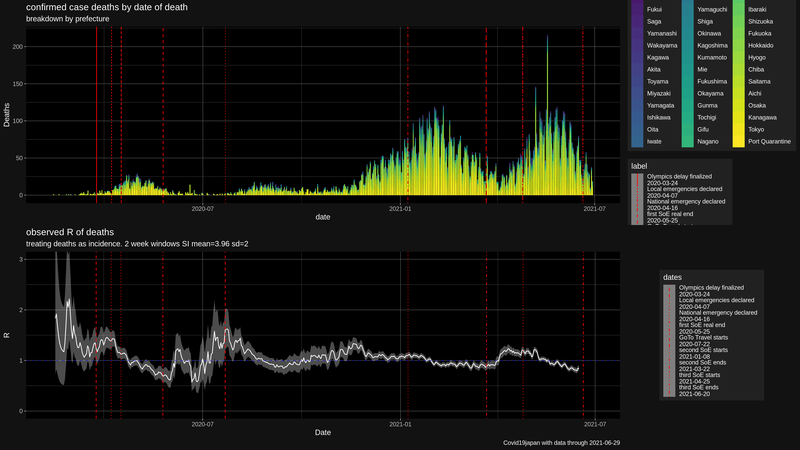 confirmed case deaths by date of death
breakdown by prefecture
200
150
100
50
0
Deaths
2020-07
2021-01
2021-07
date
Fukui
Saga
Yamanashi
Wakayama
Kagawa
Akita
Toyama
Miyazaki
Yamagata
Ishikawa
Oita
Iwate
Yamaguchi
Shiga
Okinawa
Kagoshima
Kumamoto
Mie
Fukushima
Okayama
Gunma
Tochigi
Gifu
Nagano
Ibaraki
Shizuoka
Fukuoka
Hokkaido
Hyogo
Chiba
Saitama
Aichi
Osaka
Kanagawa
Tokyo
Port Quarantine
label
Olympics delay finalized
2020-03-24
Local emergencies declared
2020-04-07
National emergency declared
2020-04-16
first SoE real end
2020-05-25
observed R of deaths
treating deaths as incidence. 2 week windows SI mean=3.96 sd=2
3
2
1
0
R
2020-07
2021-01
2021-07
Date
dates
Olympics delay finalized
2020-03-24
Local emergencies declared
2020-04-07
National emergency declared
2020-04-16
first SoE real end
2020-05-25
GoTo Travel starts
2020-07-22
second SoE starts
2021-01-08
second SoE ends
2021-03-22
third SoE starts
2021-04-25
third SoE ends
2021-06-20
Covid19japan with data through 2021-06-29